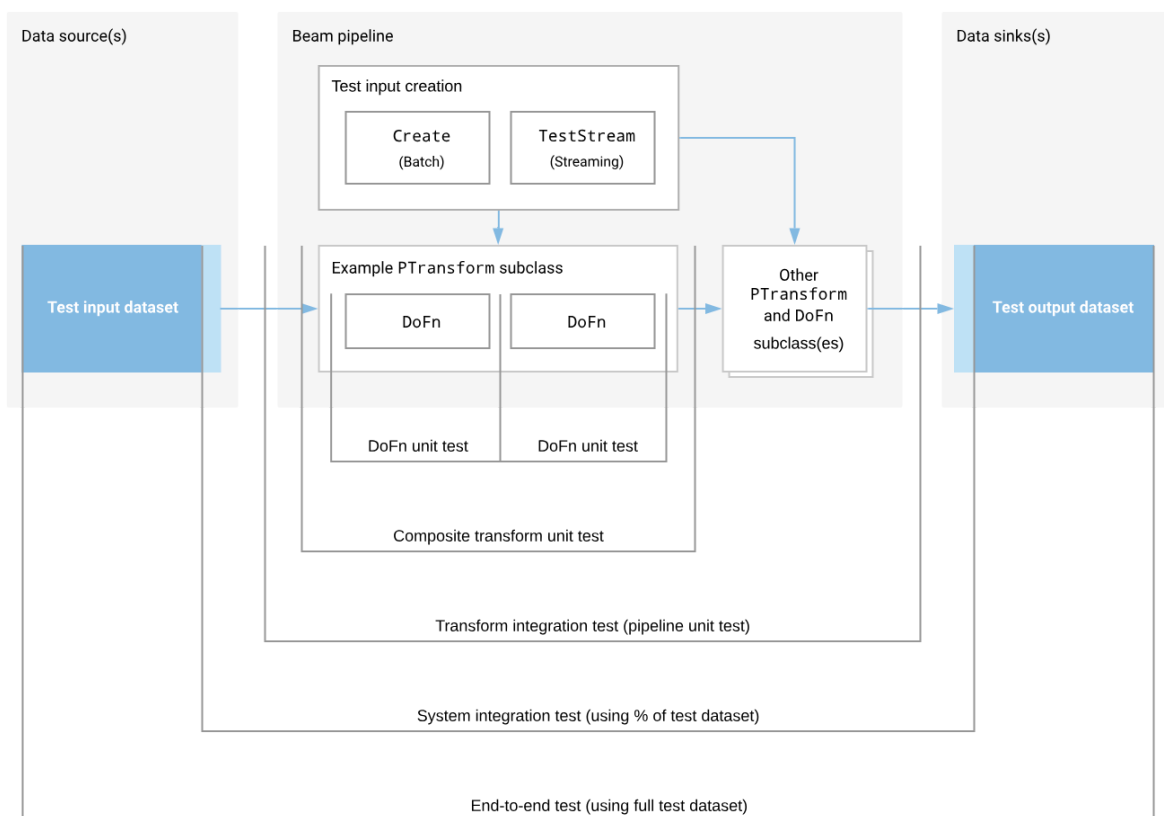 Data source(s)
Beam pipeline
Data sinks(s)
Test input creation
Create
(Batch)
TestStream
(Streaming)
Test input dataset
Example PTransform subclass
DoFn
DoFn
Other
PTransform
and DoFn
subclass(es)
Test output dataset
DoFn unit test
DoFn unit test
Composite transform unit test
Transform integration test (pipeline unit test)
System integration test (using % of test dataset)
End-to-end test (using full test dataset)